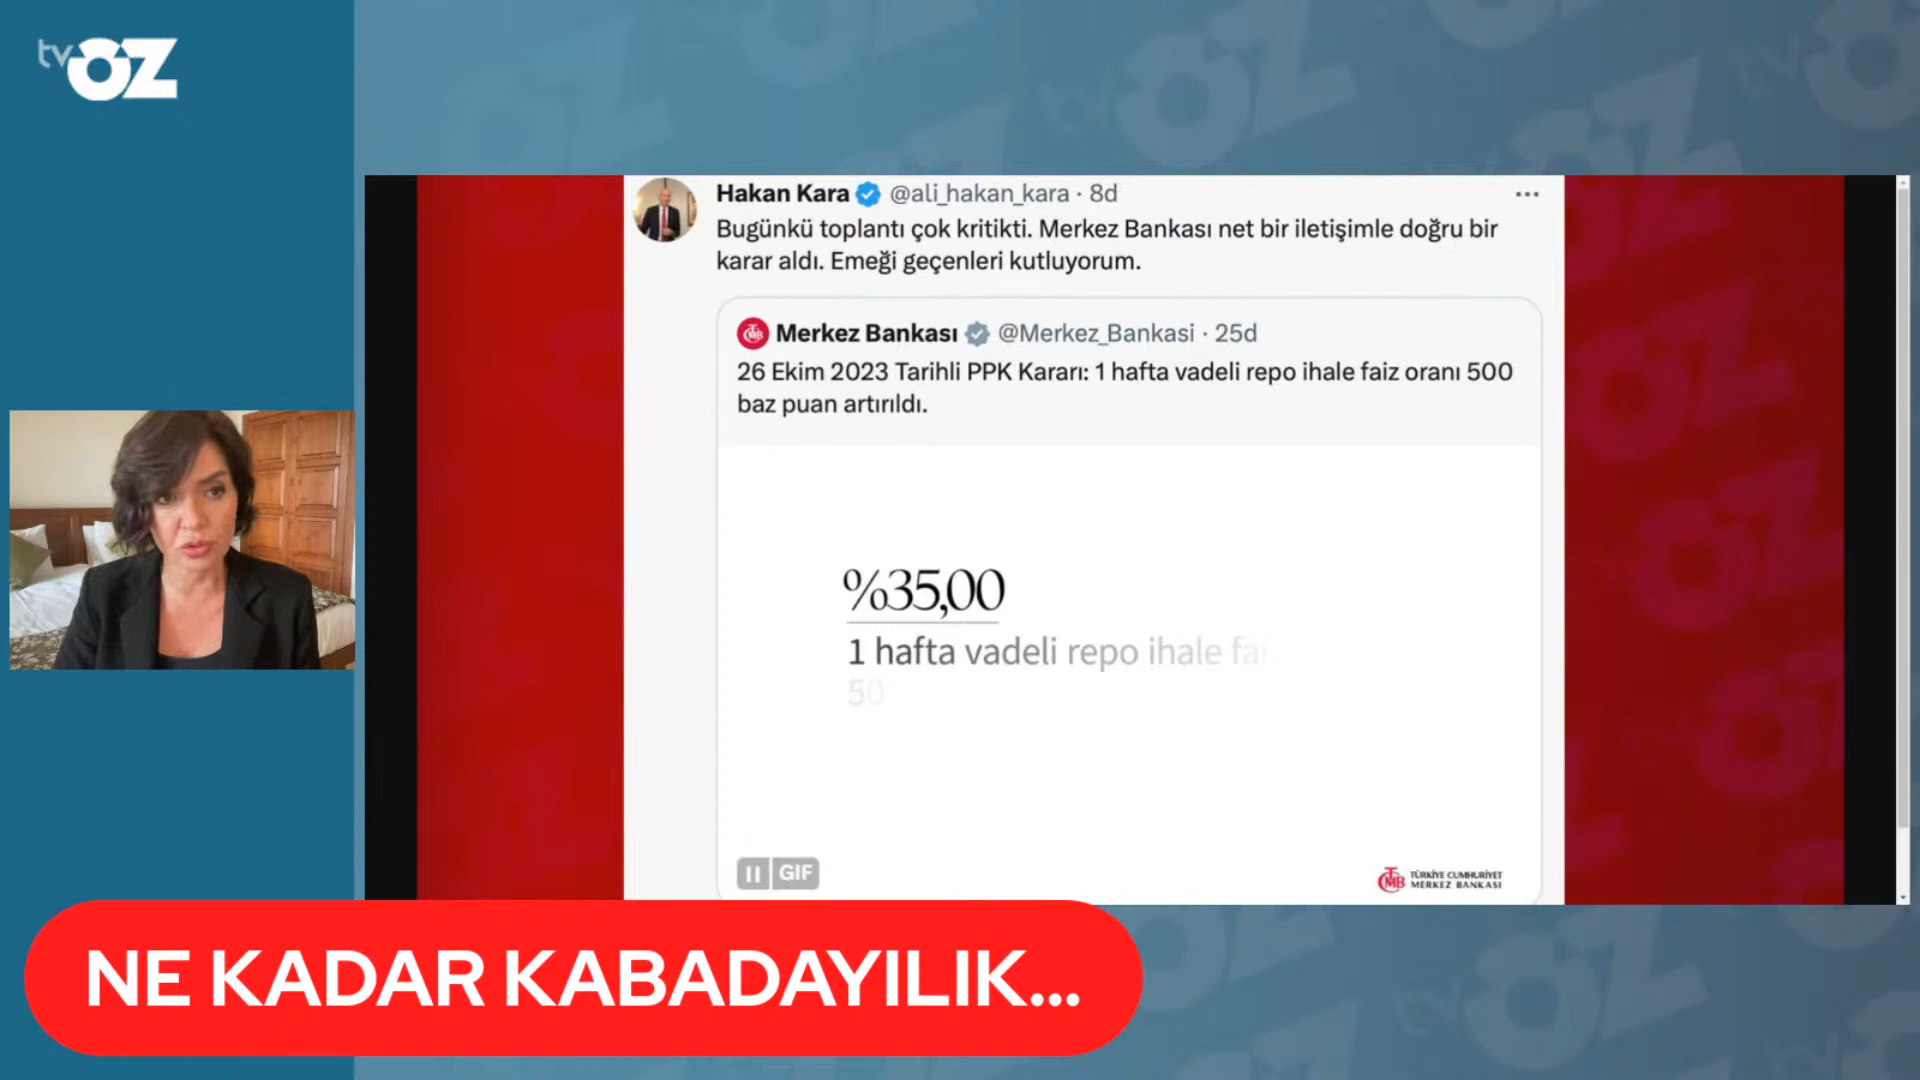 tvÖZ
Hakan Kara @ali_hakan_kara · 8d
Bugünkü toplantı çok kritikti. Merkez Bankası net bir iletişimle doğru bir
karar aldı. Emeği geçenleri kutluyorum.
Merkez Bankası @Merkez_Bankasi · 25d
26 Ekim 2023 Tarihli PPK Kararı: 1 hafta vadeli repo ihale faiz oranı 500
baz puan artırıldı.
%35,00
1 hafta vadeli repo ihale fai
50
GIF
TCMB TÜRKİYE CUMHURİYET
MERKEZ BANKASI
NE KADAR KABADAYILIK...